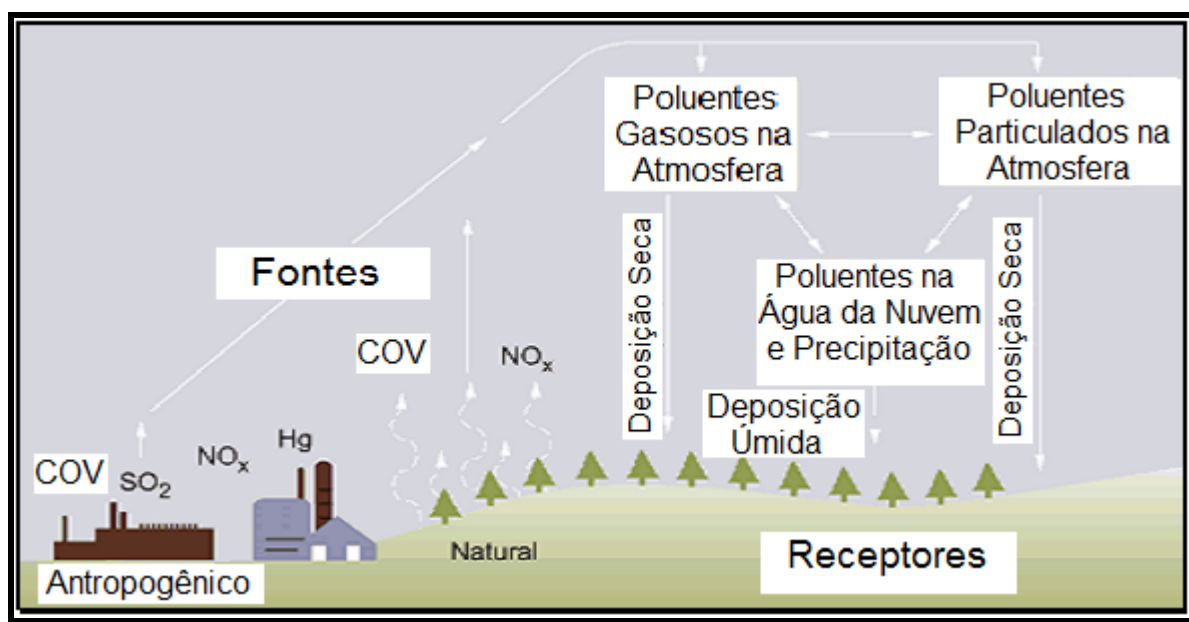 Poluentes
Gasosos na
Atmosfera
Poluentes
Particulados na
Atmosfera
Deposição Seca
Poluentes na
Água da Nuvem
e Precipitação
Deposição Seca
Fontes
COV
NOx
Deposição
Úmida
COV
SO2
NOx
Hg
Natural
Receptores
Antropogênico